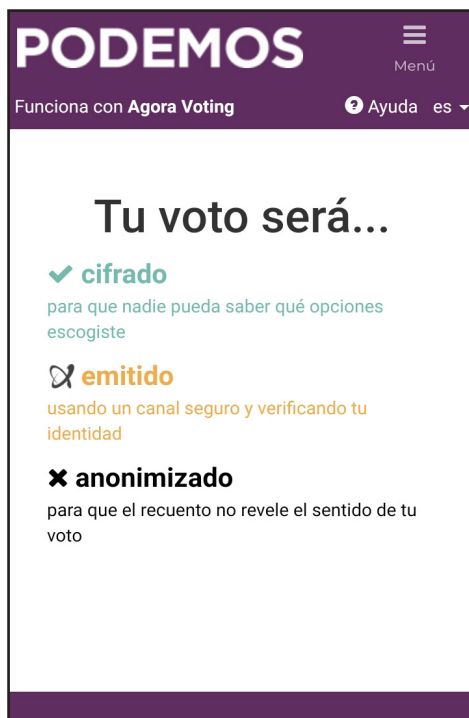 PODEMOS
Menú
Funciona con Agora Voting
Ayuda es
Tu voto será...
cifrado
para que nadie pueda saber qué opciones
escogiste
emitido
usando un canal seguro y verificando tu
identidad
anonimizado
para que el recuento no revele el sentido de tu
voto